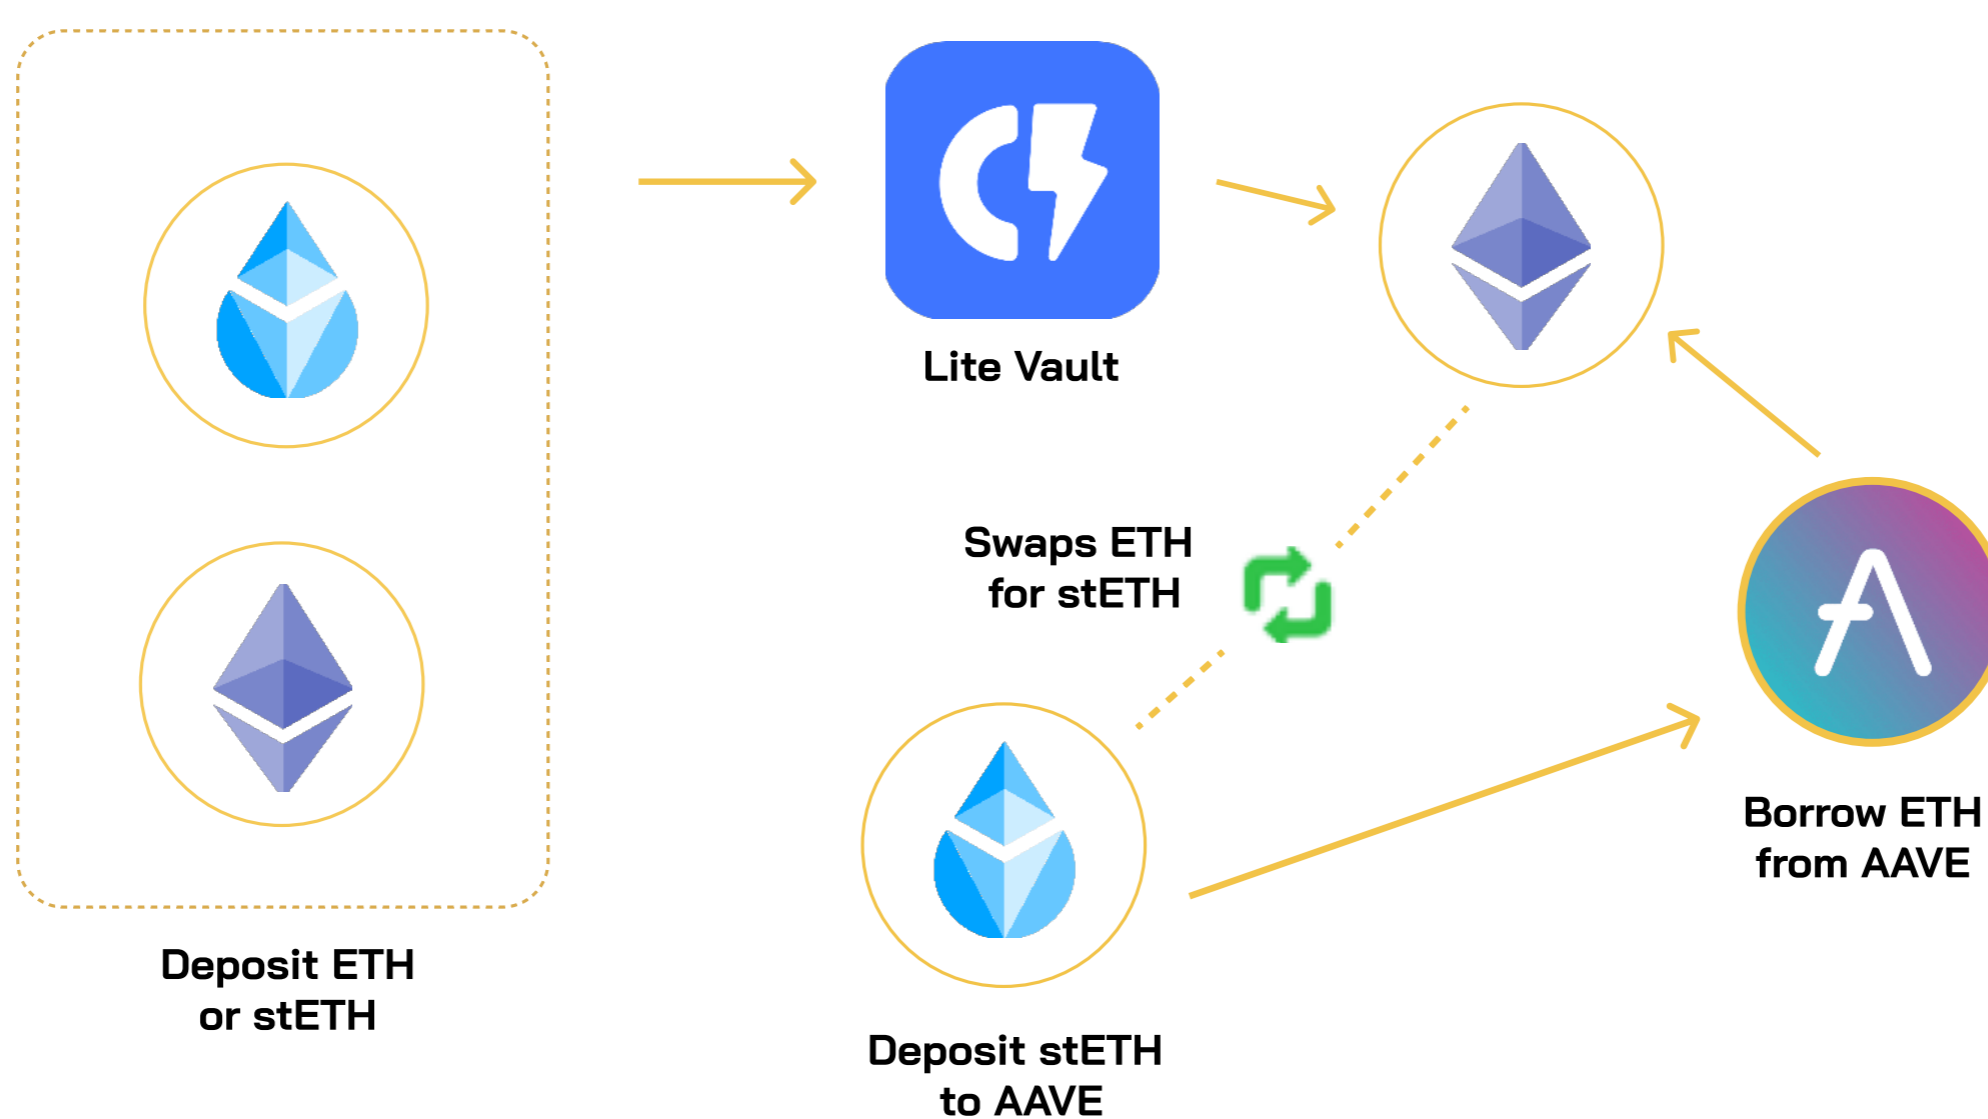 Lite Vault
Swaps ETH
for stETH
Borrow ETH
from AAVE
Deposit ETH
or stETH
Deposit stETH
to AAVE